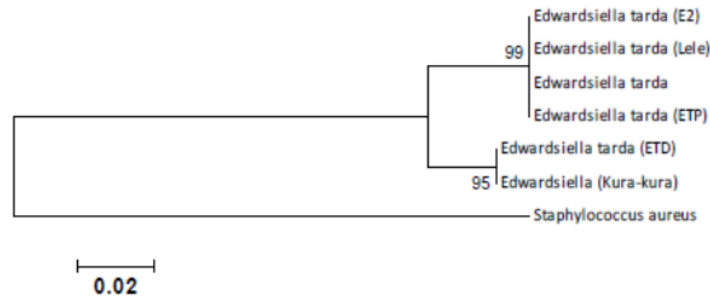 Edwardsiella tarda (E2)
99
Edwardsiella tarda (Lele)
Edwardsiella tarda
Edwardsiella tarda (ETP)
Edwardsiella tarda (ETD)
95
Edwardsiella (Kura-kura)
Staphylococcus aureus
0.02